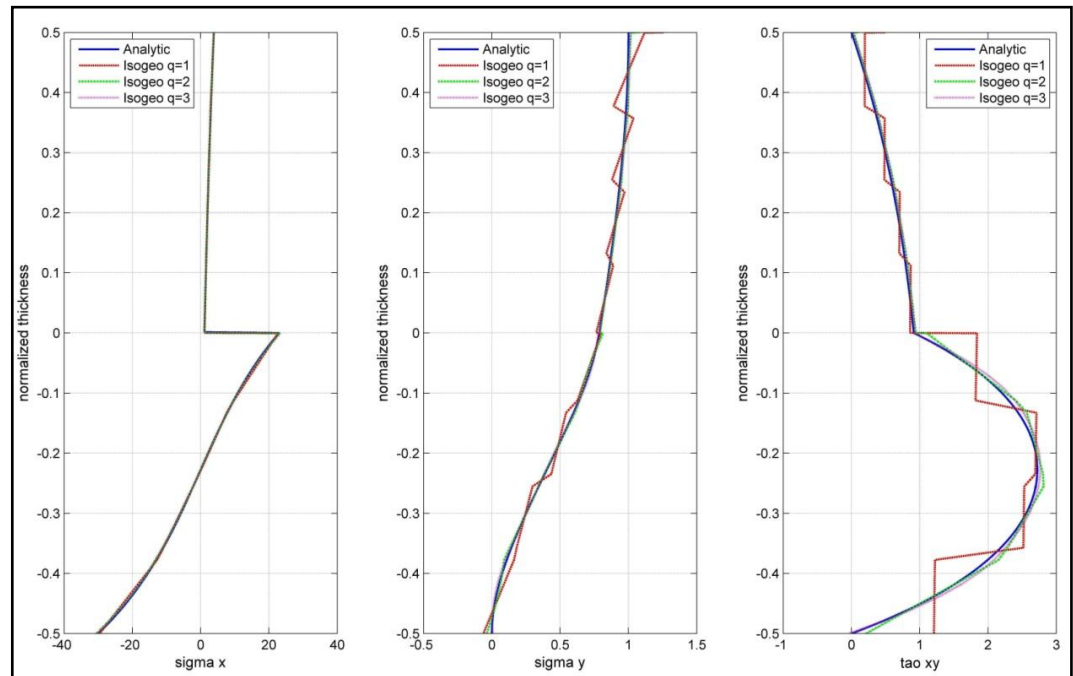 Analytic
Isogeo q=1
Isogeo q=2
Isogeo q=3
0.5
0.4
0.3
0.2
0.1
0
-0.1
-0.2
-0.3
-0.4
-0.5
normalized thickness
-40 -20 0 20 40
sigma x
Analytic
Isogeo q=1
Isogeo q=2
Isogeo q=3
0.5
0.4
0.3
0.2
0.1
0
-0.1
-0.2
-0.3
-0.4
-0.5
normalized thickness
-0.5 0 0.5 1 1.5
sigma y
Analytic
Isogeo q=1
Isogeo q=2
Isogeo q=3
0.5
0.4
0.3
0.2
0.1
0
-0.1
-0.2
-0.3
-0.4
-0.5
normalized thickness
-1 0 1 2 3
tao xy